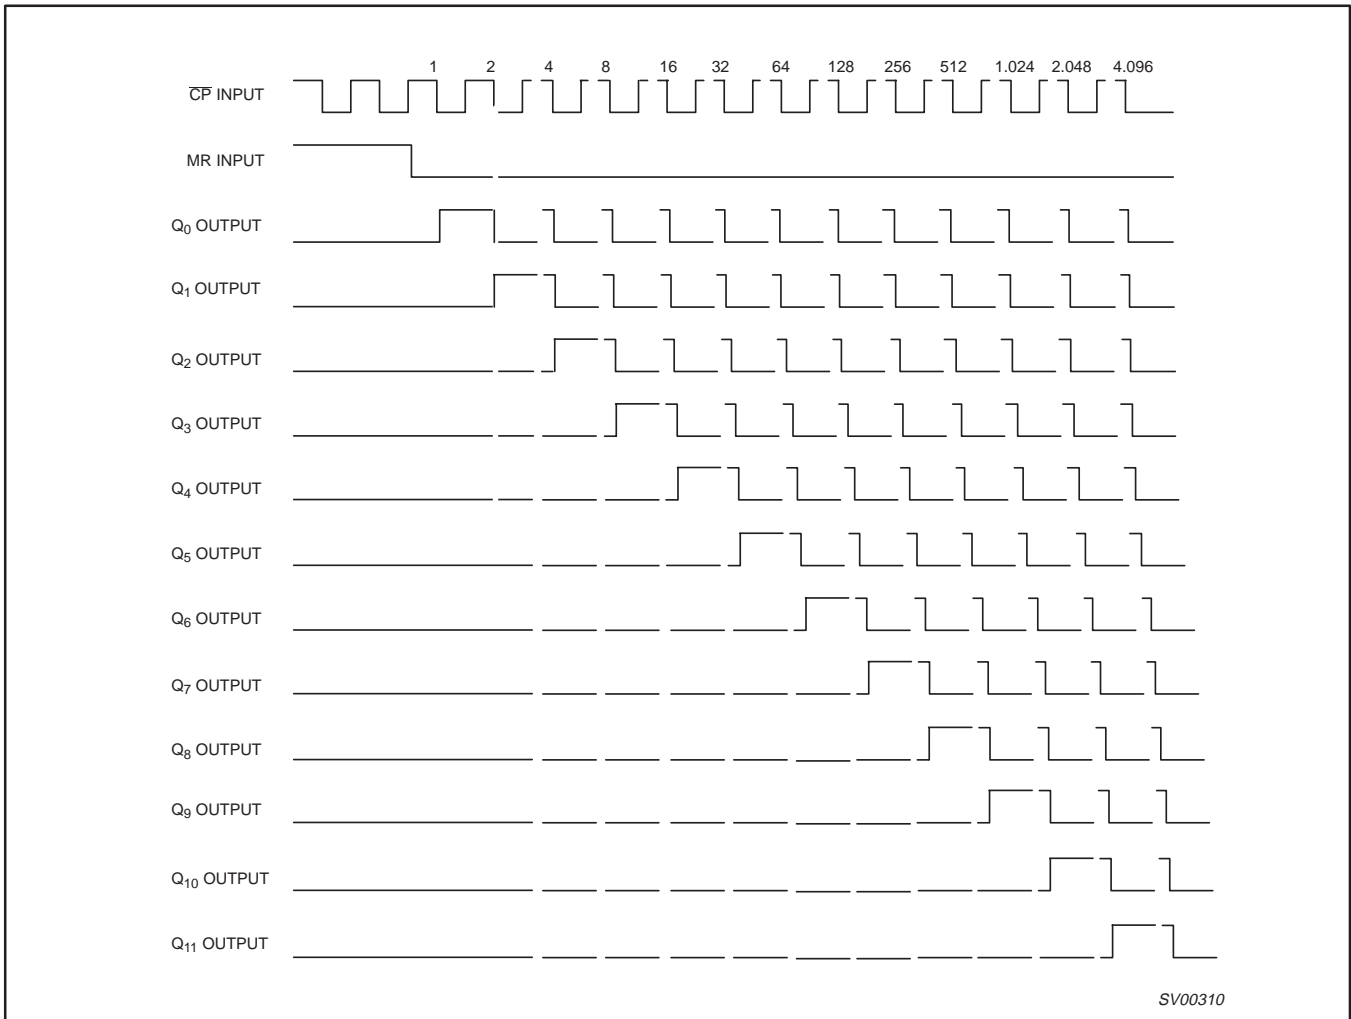 1 2 4 8 16 32 64 128 256 512 1.024 2.048 4.096
C̅P̅ INPUT
MR INPUT
Q0 OUTPUT
Q1 OUTPUT
Q2 OUTPUT
Q3 OUTPUT
Q4 OUTPUT
Q5 OUTPUT
Q6 OUTPUT
Q7 OUTPUT
Q8 OUTPUT
Q9 OUTPUT
Q10 OUTPUT
Q11 OUTPUT
SV00310